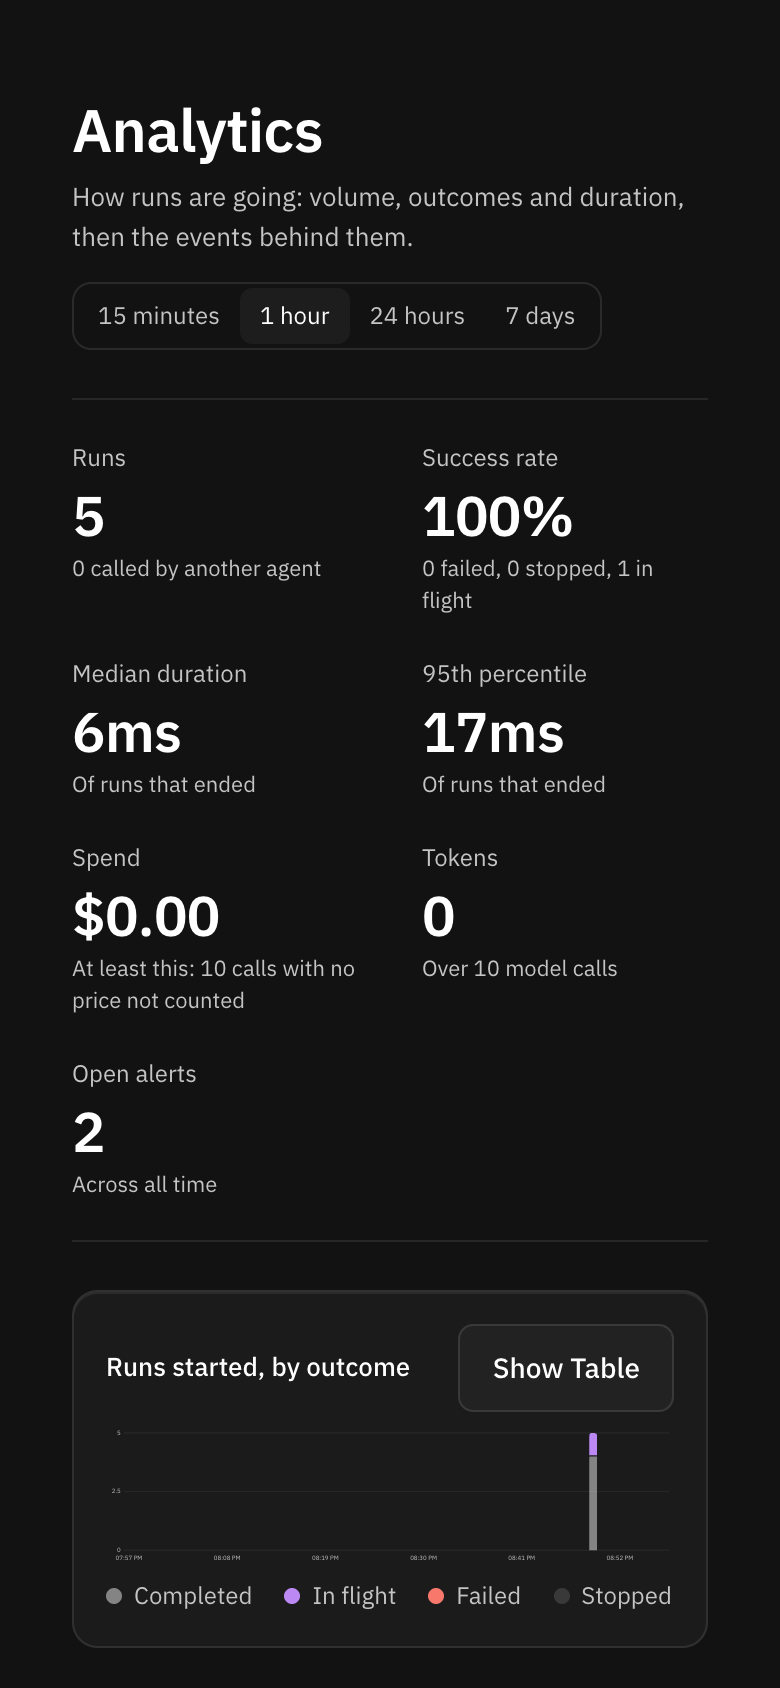 Analytics
How runs are going: volume, outcomes and duration,
then the events behind them.
15 minutes 1 hour 24 hours 7 days
Runs
5
0 called by another agent
Success rate
100%
0 failed, 0 stopped, 1 in
flight
Median duration
6ms
Of runs that ended
95th percentile
17ms
Of runs that ended
Spend
$0.00
At least this: 10 calls with no
price not counted
Tokens
0
Over 10 model calls
Open alerts
2
Across all time
Runs started, by outcome
Show Table
5
2.5
0
07:57 PM 08:08 PM 08:19 PM 08:30 PM 08:41 PM 08:52 PM
Completed In flight Failed Stopped